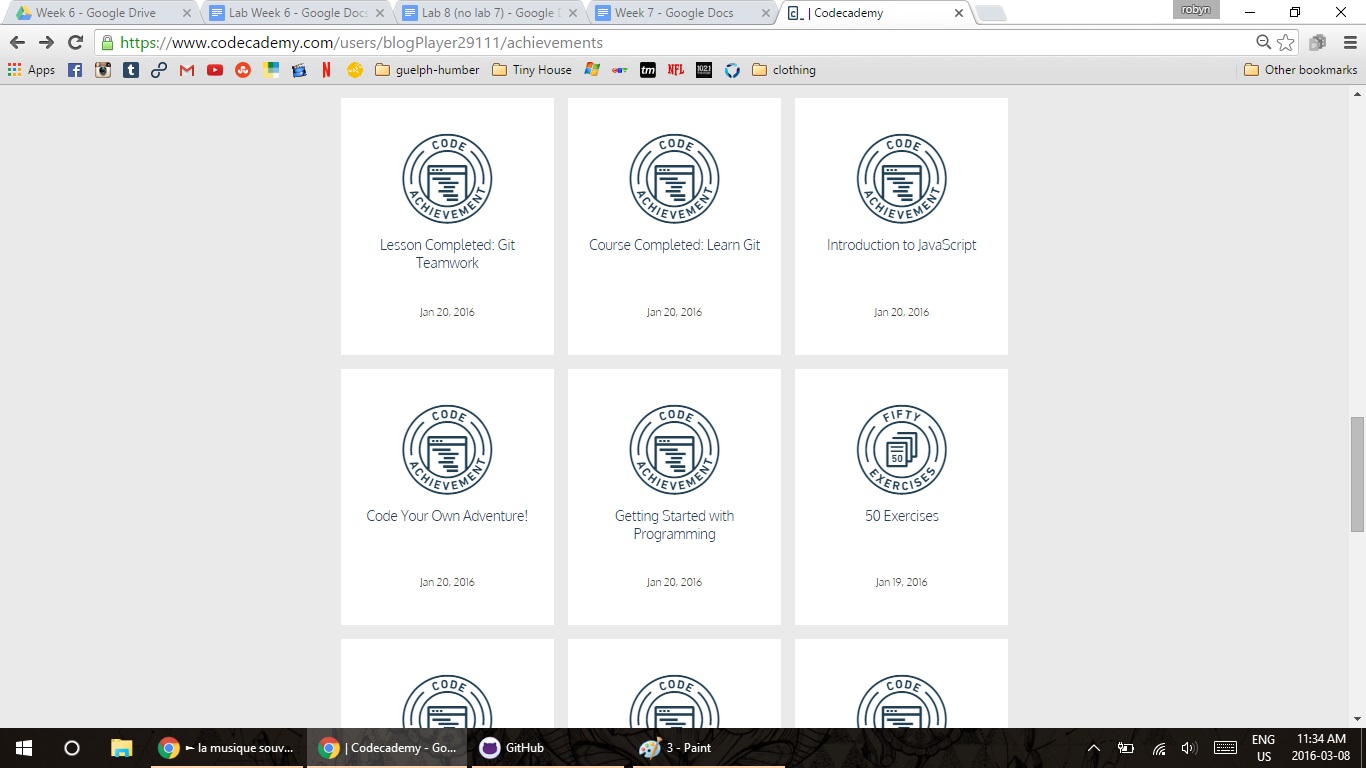 Week 6 - Google Drive
Lab Week 6 - Google Docs
Lab 8 (no lab 7) - Google D
Week 7 - Google Docs
c_ | Codecademy
robyn
https://www.codecademy.com/users/blogPlayer29111/achievements
Apps
guelph-humber
Tiny House
tm
NFL
102.1
clothing
Other bookmarks
CODE ACHIEVEMENT
CODE ACHIEVEMENT
CODE ACHIEVEMENT
Lesson Completed: Git
Teamwork
Course Completed: Learn Git
Introduction to JavaScript
Jan 20, 2016
Jan 20, 2016
Jan 20, 2016
CODE ACHIEVEMENT
CODE ACHIEVEMENT
FIFTY EXERCISES
50
Code Your Own Adventure!
Getting Started with
Programming
50 Exercises
Jan 20, 2016
Jan 20, 2016
Jan 19, 2016
CODE
CODE
CODE
la musique souv...
| Codecademy - Go...
GitHub
3 - Paint
ENG
US
11:34 AM
2016-03-08